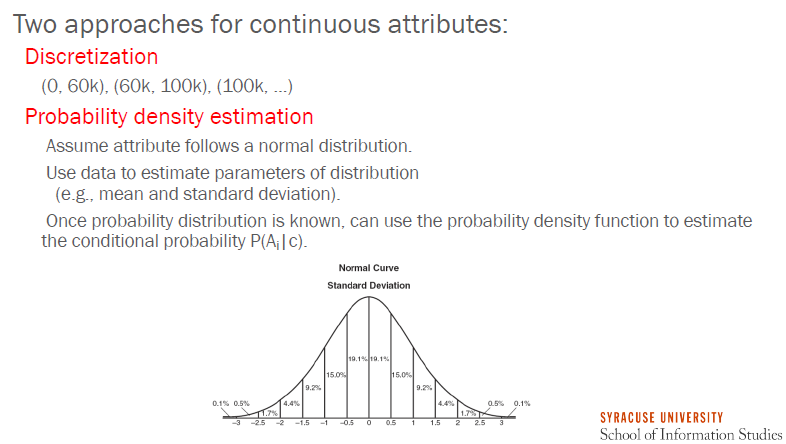 Two approaches for continuous attributes:
Discretization
(0, 60k), (60k, 100k), (100k, ...)
Probability density estimation
Assume attribute follows a normal distribution.
Use data to estimate parameters of distribution
(e.g., mean and standard deviation).
Once probability distribution is known, can use the probability density function to estimate
the conditional probability P(Aᵢ|c).
Normal Curve
Standard Deviation
19.1% 19.1%
15.0% 15.0%
9.2% 9.2%
0.1% 0.5% 4.4% 4.4% 0.5% 0.1%
1.7% 1.7%
-3 -2.5 -2 -1.5 -1 -0.5 0 0.5 1 1.5 2 2.5 3
SYRACUSE UNIVERSITY
School of Information Studies